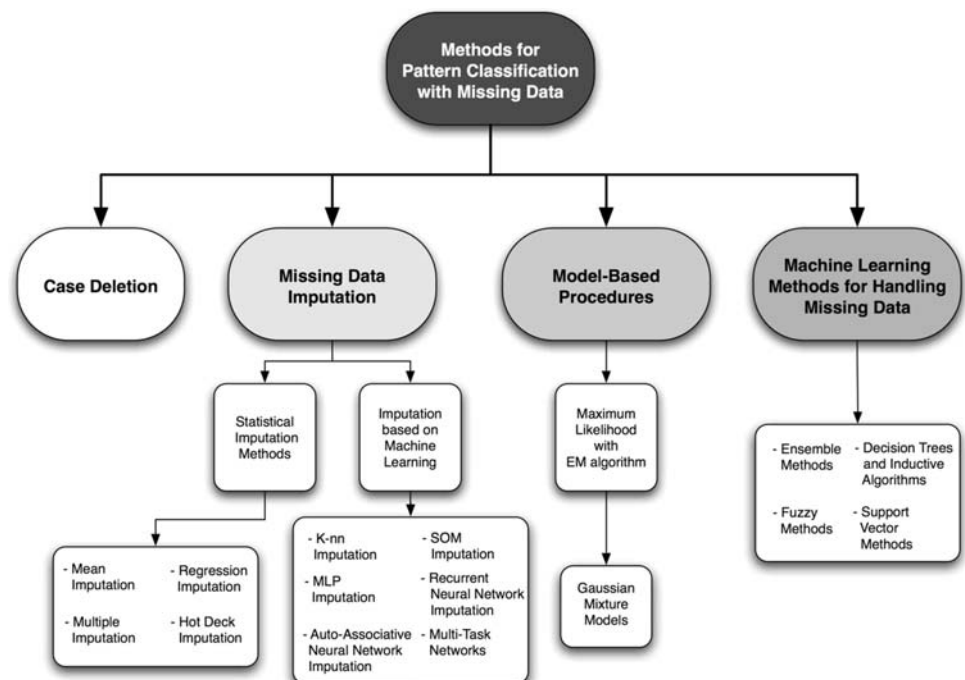 Methods for
Pattern Classification
with Missing Data
Case Deletion
Missing Data
Imputation
Model-Based
Procedures
Machine Learning
Methods for Handling
Missing Data
Statistical
Imputation
Methods
Imputation
based on
Machine
Learning
Maximum
Likelihood
with
EM algorithm
- Ensemble
Methods
- Decision Trees
and Inductive
Algorithms
- Fuzzy
Methods
- Support
Vector
Methods
- Mean
Imputation
- Regression
Imputation
- Multiple
Imputation
- Hot Deck
Imputation
- K-nn
Imputation
- SOM
Imputation
- MLP
Imputation
- Recurrent
Neural Network
Imputation
- Auto-Associative
Neural Network
Imputation
- Multi-Task
Networks
Gaussian
Mixture
Models